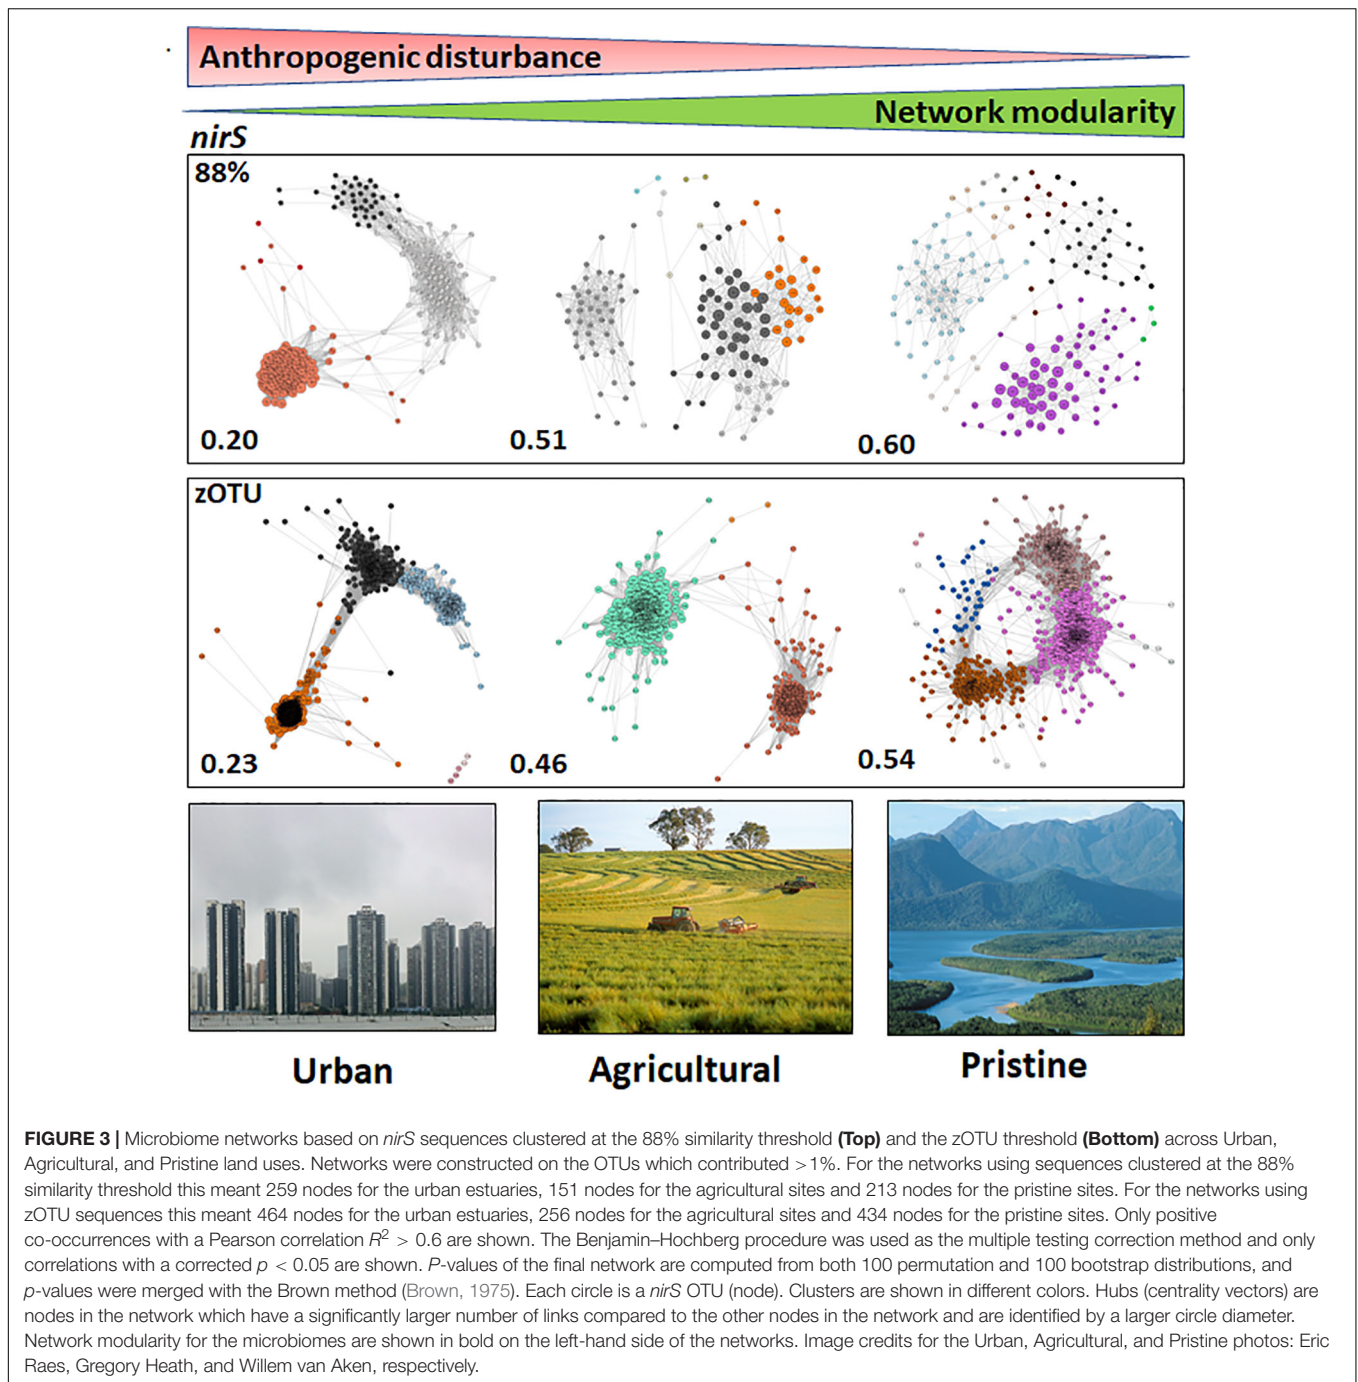 Anthropogenic disturbance
Network modularity
nirS
88%
0.20
0.51
0.60
zOTU
0.23
0.46
0.54
Urban
Agricultural
Pristine
FIGURE 3 | Microbiome networks based on nirS sequences clustered at the 88% similarity threshold (Top) and the zOTU threshold (Bottom) across Urban,
Agricultural, and Pristine land uses. Networks were constructed on the OTUs which contributed >1%. For the networks using sequences clustered at the 88%
similarity threshold this meant 259 nodes for the urban estuaries, 151 nodes for the agricultural sites and 213 nodes for the pristine sites. For the networks using
zOTU sequences this meant 464 nodes for the urban estuaries, 256 nodes for the agricultural sites and 434 nodes for the pristine sites. Only positive
co-occurrences with a Pearson correlation R² > 0.6 are shown. The Benjamin–Hochberg procedure was used as the multiple testing correction method and only
correlations with a corrected p < 0.05 are shown. P-values of the final network are computed from both 100 permutation and 100 bootstrap distributions, and
p-values were merged with the Brown method (Brown, 1975). Each circle is a nirS OTU (node). Clusters are shown in different colors. Hubs (centrality vectors) are
nodes in the network which have a significantly larger number of links compared to the other nodes in the network and are identified by a larger circle diameter.
Network modularity for the microbiomes are shown in bold on the left-hand side of the networks. Image credits for the Urban, Agricultural, and Pristine photos: Eric
Raes, Gregory Heath, and Willem van Aken, respectively.